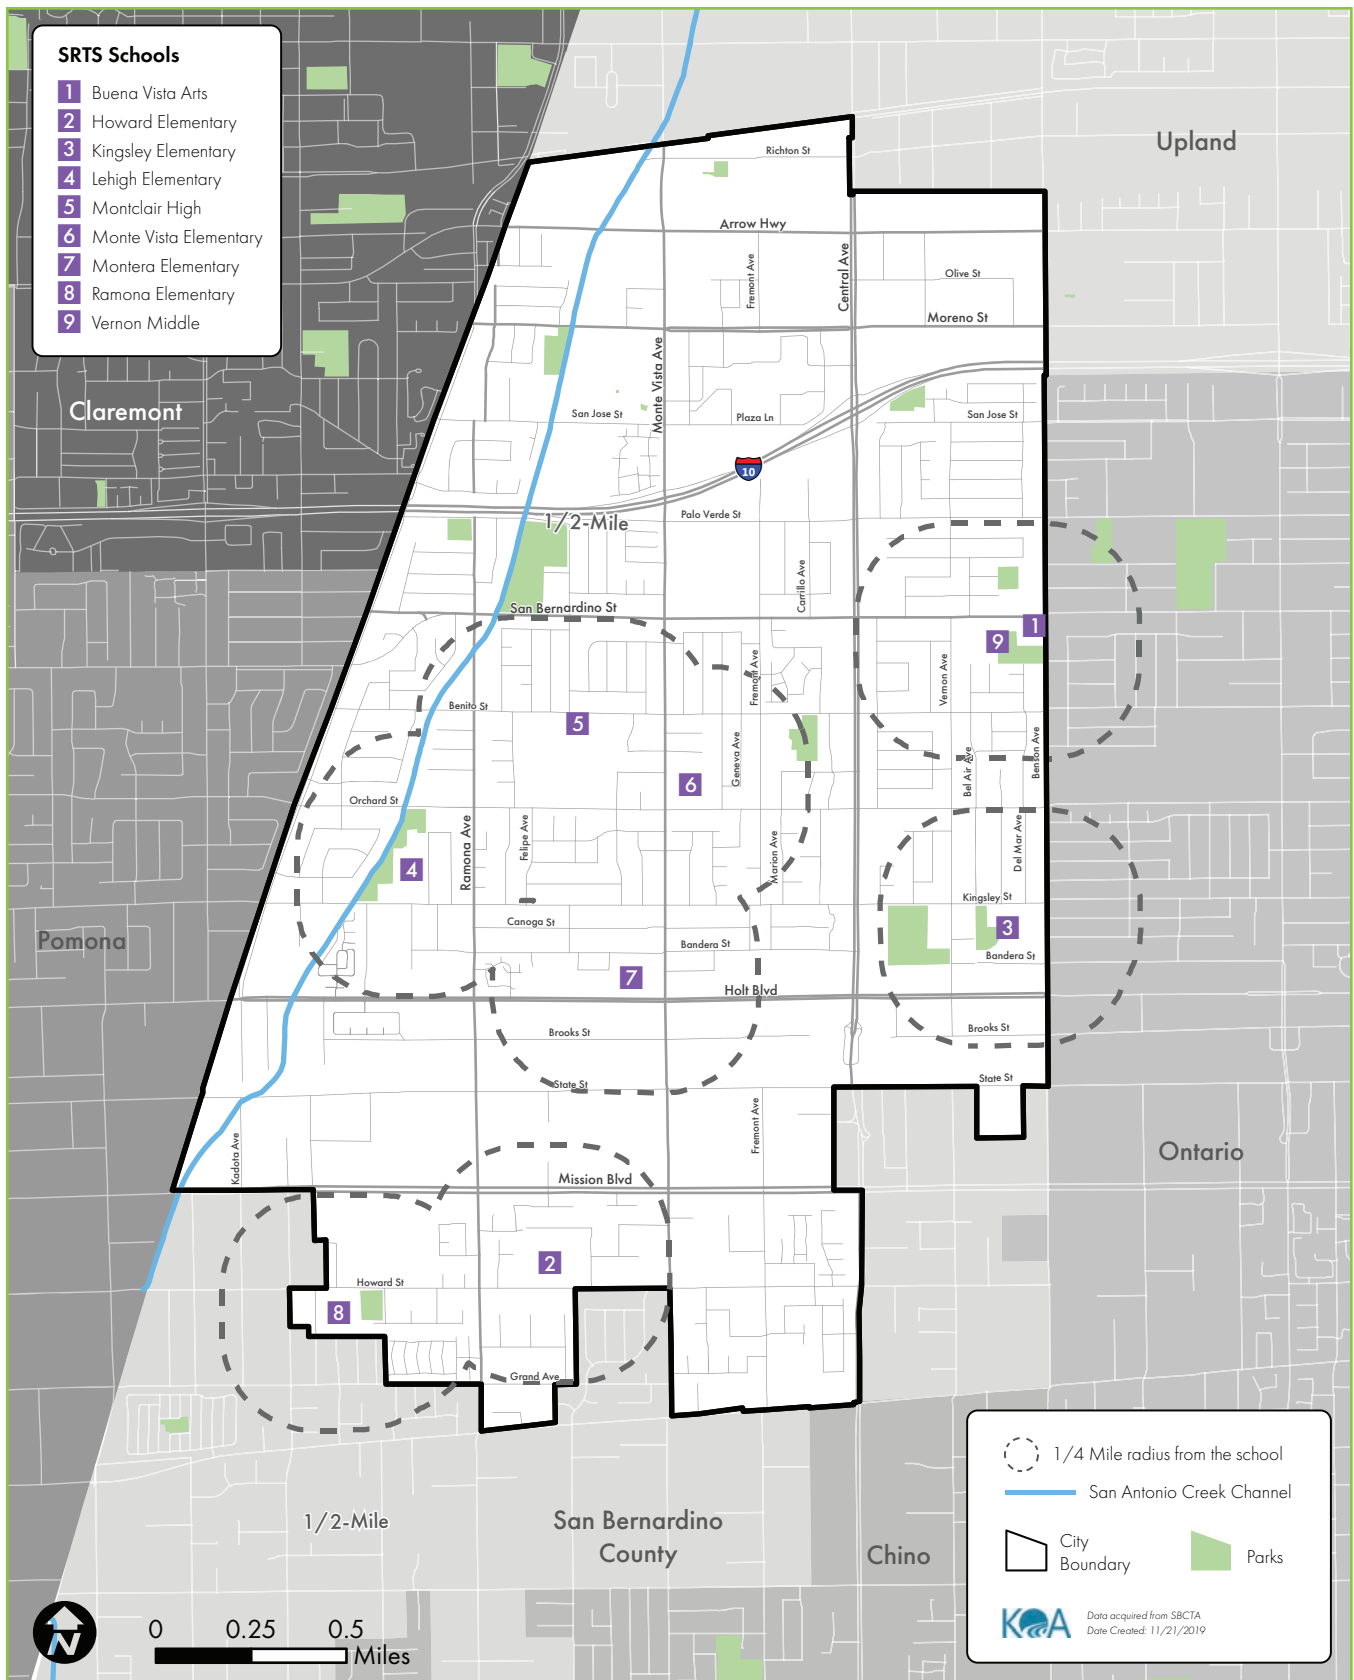 SRTS Schools
1 Buena Vista Arts
2 Howard Elementary
3 Kingsley Elementary
4 Lehigh Elementary
5 Montclair High
6 Monte Vista Elementary
7 Montera Elementary
8 Ramona Elementary
9 Vernon Middle
Upland
Richton St
Arrow Hwy
Fremont Ave
Central Ave
Olive St
Moreno St
Monte Vista Ave
Claremont
San Jose St
Plaza Ln
San Jose St
10
1/2-Mile
Palo Verde St
Carrillo Ave
San Bernardino St
1
9
Fremont Ave
Vernon Ave
Benito St
5
Geneva Ave
Bel Air Ave
Benson Ave
6
Orchard St
Ramona Ave
Felipe Ave
Marion Ave
Del Mar Ave
4
Kingsley St
Canoga St
3
Pomona
Bandera St
Bandera St
7
Holt Blvd
Brooks St
Brooks St
State St
State St
Kadota Ave
Fremont Ave
Ontario
Mission Blvd
2
Howard St
8
Grand Ave
1/2-Mile
San Bernardino
County
Chino
1/4 Mile radius from the school
San Antonio Creek Channel
City
Boundary
Parks
KOA
Data acquired from SBCTA
Date Created: 11/21/2019
N
0 0.25 0.5
Miles